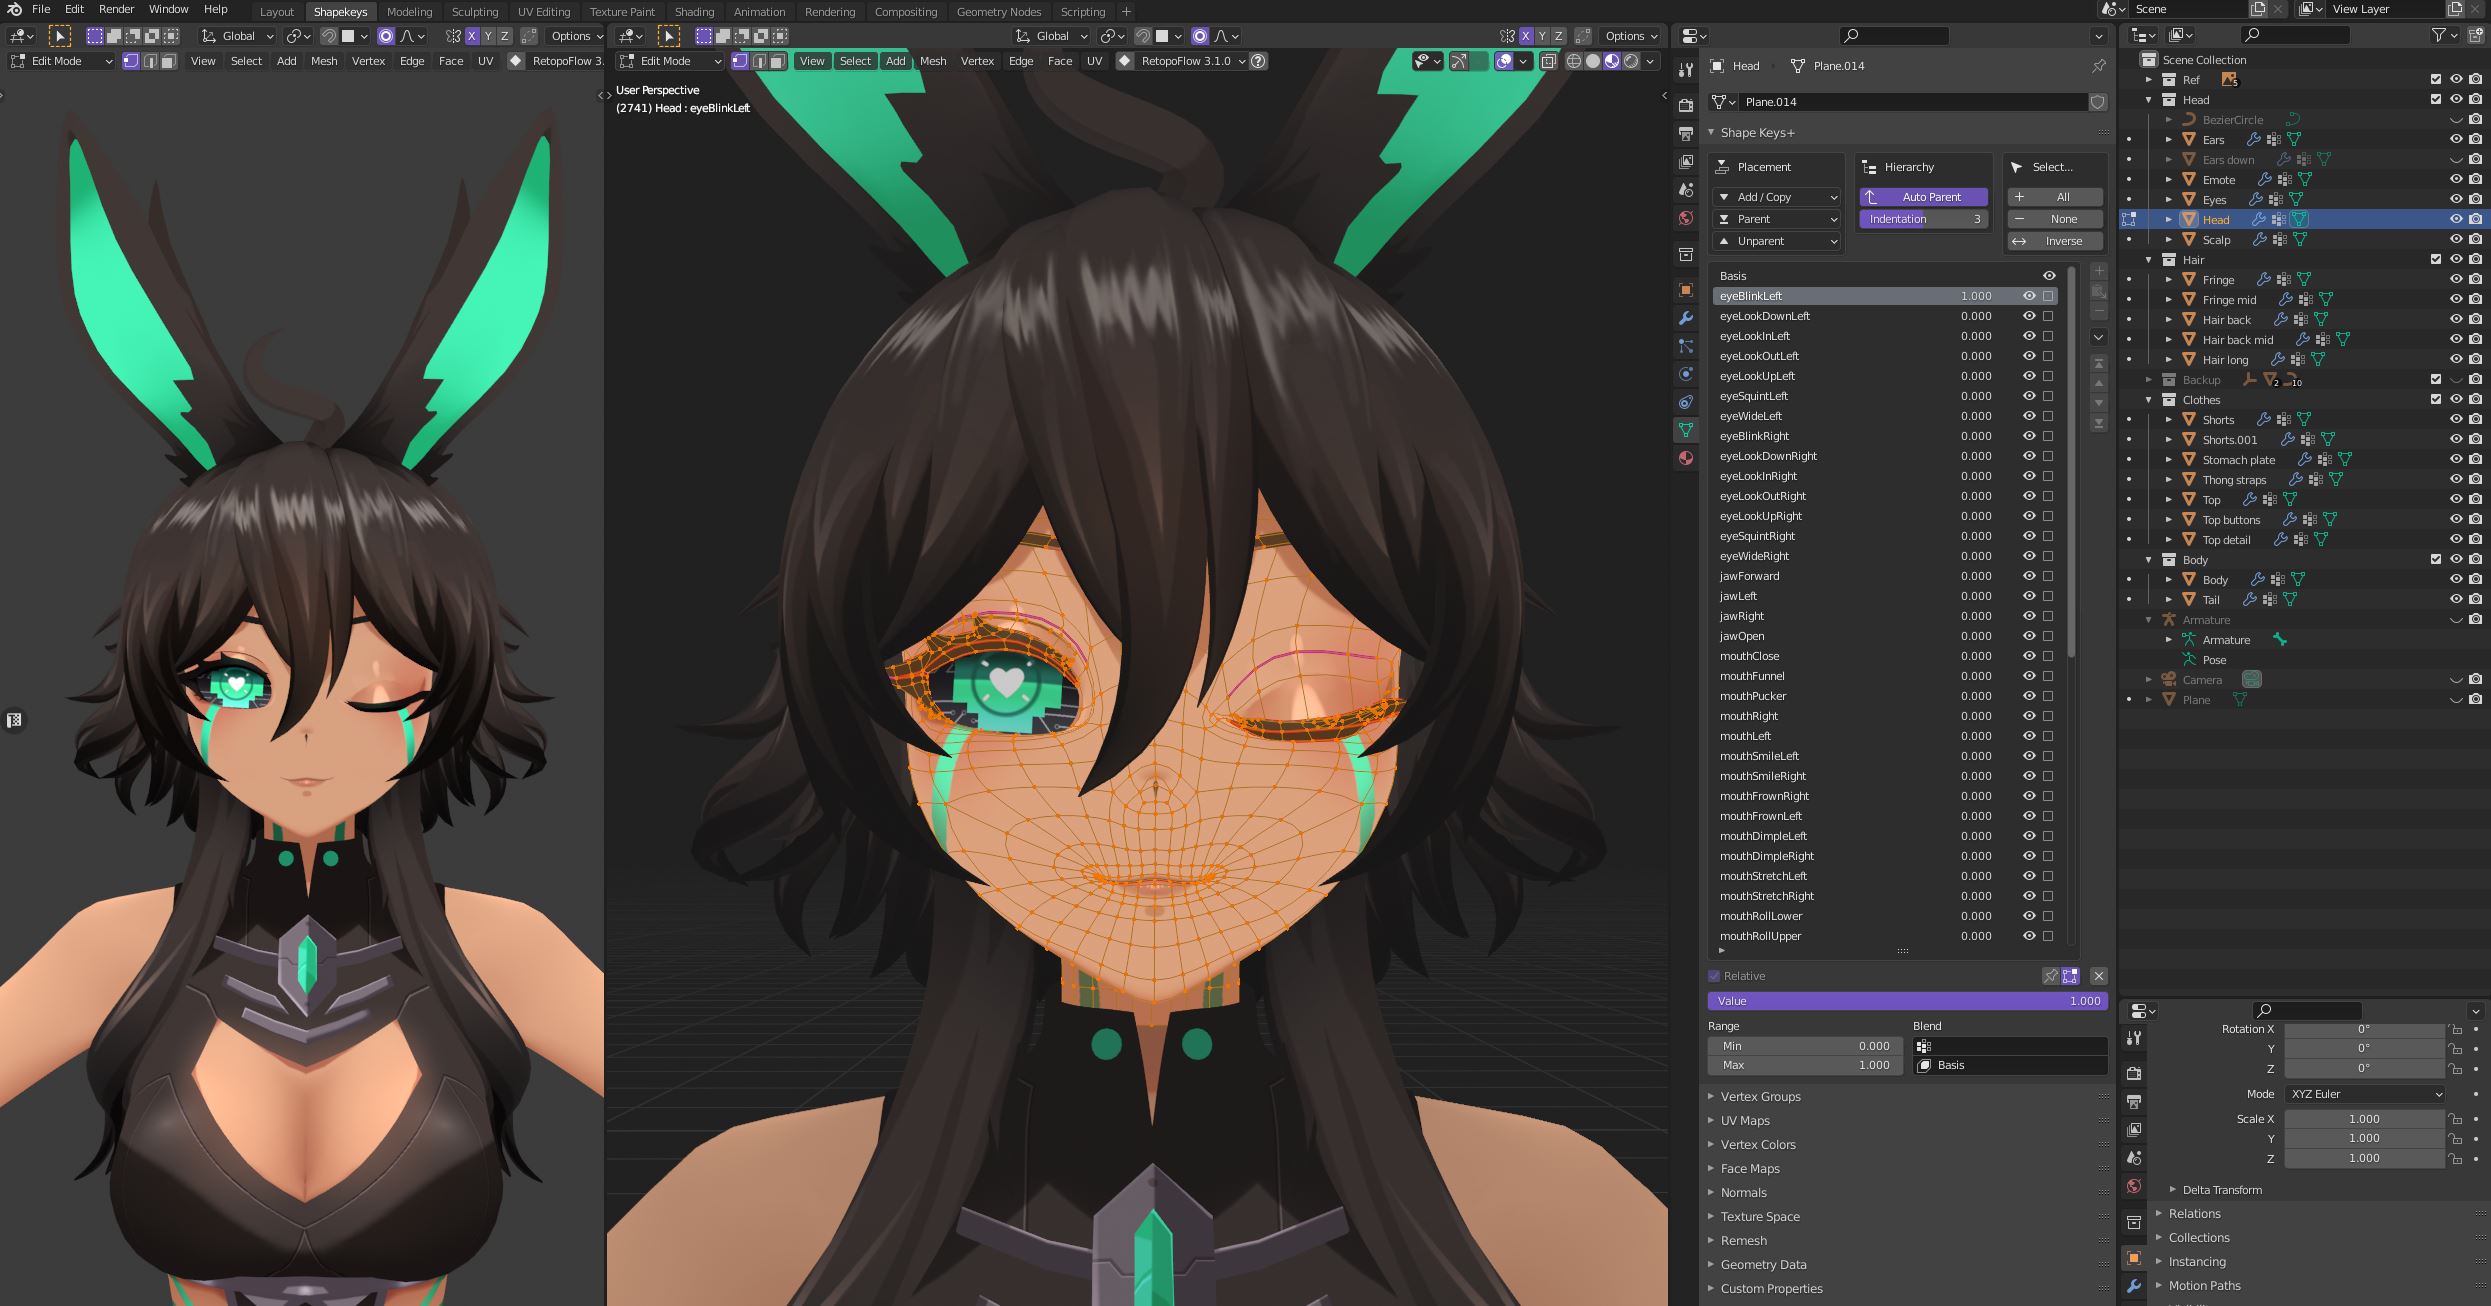 File Edit Render Window Help Layout Shapekeys Modeling Sculpting UV Editing Texture Paint Shading Animation Rendering Compositing Geometry Nodes Scripting + Scene View Layer
Global X Y Z Options
Edit Mode View Select Add Mesh Vertex Edge Face UV RetopoFlow 3.
Global X Y Z Options
Edit Mode View Select Add Mesh Vertex Edge Face UV RetopoFlow 3.1.0 ?
User Perspective
(2741) Head : eyeBlinkLeft
Head Plane.014
Plane.014
Shape Keys+
Placement Hierarchy Select...
Add / Copy Auto Parent All
Parent Indentation 3 None
Unparent Inverse
Basis
eyeBlinkLeft 1.000
eyeLookDownLeft 0.000
eyeLookInLeft 0.000
eyeLookOutLeft 0.000
eyeLookUpLeft 0.000
eyeSquintLeft 0.000
eyeWideLeft 0.000
eyeBlinkRight 0.000
eyeLookDownRight 0.000
eyeLookInRight 0.000
eyeLookOutRight 0.000
eyeLookUpRight 0.000
eyeSquintRight 0.000
eyeWideRight 0.000
jawForward 0.000
jawLeft 0.000
jawRight 0.000
jawOpen 0.000
mouthClose 0.000
mouthFunnel 0.000
mouthPucker 0.000
mouthRight 0.000
mouthLeft 0.000
mouthSmileLeft 0.000
mouthSmileRight 0.000
mouthFrownRight 0.000
mouthFrownLeft 0.000
mouthDimpleLeft 0.000
mouthDimpleRight 0.000
mouthStretchLeft 0.000
mouthStretchRight 0.000
mouthRollLower 0.000
mouthRollUpper 0.000
Relative
Value 1.000
Range Blend
Min 0.000
Max 1.000 Basis
Vertex Groups
UV Maps
Vertex Colors
Face Maps
Normals
Texture Space
Remesh
Geometry Data
Custom Properties
Scene Collection
Ref 5
Head
BezierCircle
Ears
Ears down
Emote
Eyes
Head
Scalp
Hair
Fringe
Fringe mid
Hair back
Hair back mid
Hair long
Backup 2 10
Clothes
Shorts
Shorts.001
Stomach plate
Thong straps
Top
Top buttons
Top detail
Body
Body
Tail
Armature
Armature
Pose
Camera
Plane
Rotation X 0°
Y 0°
Z 0°
Mode XYZ Euler
Scale X 1.000
Y 1.000
Z 1.000
Delta Transform
Relations
Collections
Instancing
Motion Paths